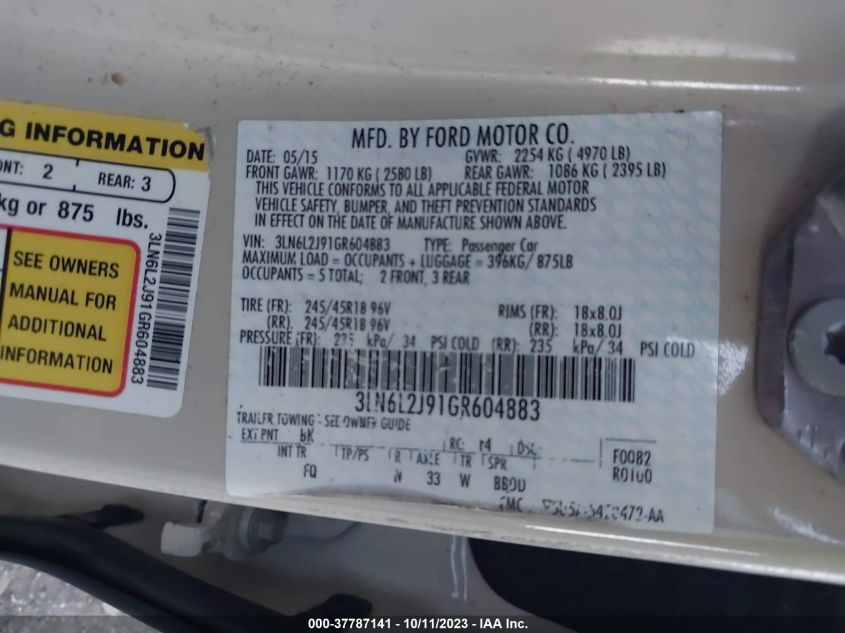 G INFORMATION
NT: 2 REAR: 3
kg or 875 lbs.
SEE OWNERS
MANUAL FOR
ADDITIONAL
INFORMATION
3LN6L2J91GR604883
MFD. BY FORD MOTOR CO.
DATE: 05/15 GVWR: 2254 KG ( 4970 LB)
FRONT GAWR: 1170 KG ( 2580 LB) REAR GAWR: 1086 KG ( 2395 LB)
THIS VEHICLE CONFORMS TO ALL APPLICABLE FEDERAL MOTOR
VEHICLE SAFETY, BUMPER, AND THEFT PREVENTION STANDARDS
IN EFFECT ON THE DATE OF MANUFACTURE SHOWN ABOVE.
VIN: 3LN6L2J91GR604883 TYPE: Passenger Car
MAXIMUM LOAD = OCCUPANTS + LUGGAGE = 396KG/ 875LB
OCCUPANTS = 5 TOTAL; 2 FRONT, 3 REAR
TIRE (FR): 245/45R18 96V RIMS (FR): 18x8.0J
(RR): 245/45R18 96V (RR): 18x8.0J
PRESSURE (FR): 235 kPa/ 34 PSI COLD (RR): 235 kPa/ 34 PSI COLD
3LN6L2J91GR604883
TRAILER TOWING - SEE OWNER GUIDE
EXT PNT BK RC: 14 DSO: F0082
INT TR TP/PS R AXLE TR SPR R0100
FQ N 33 W BBDD
000-37787141 - 10/11/2023 - IAA Inc.